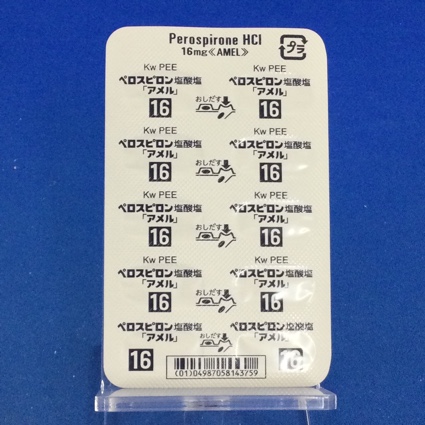 Perospirone HCl
16mg《AMEL》
プラ
Kw PEE Kw PEE
ペロスピロン塩酸塩 ペロスピロン塩酸塩
「アメル」 おしだす 「アメル」
16 16
Kw PEE Kw PEE
ペロスピロン塩酸塩 ペロスピロン塩酸塩
「アメル」 おしだす 「アメル」
16 16
Kw PEE Kw PEE
ペロスピロン塩酸塩 ペロスピロン塩酸塩
「アメル」 おしだす 「アメル」
16 16
Kw PEE Kw PEE
ペロスピロン塩酸塩 ペロスピロン塩酸塩
「アメル」 おしだす 「アメル」
16 16
ペロスピロン塩酸塩 ペロスピロン塩酸塩
「アメル」 おしだす 「アメル」
16 16
(01)04987058143759